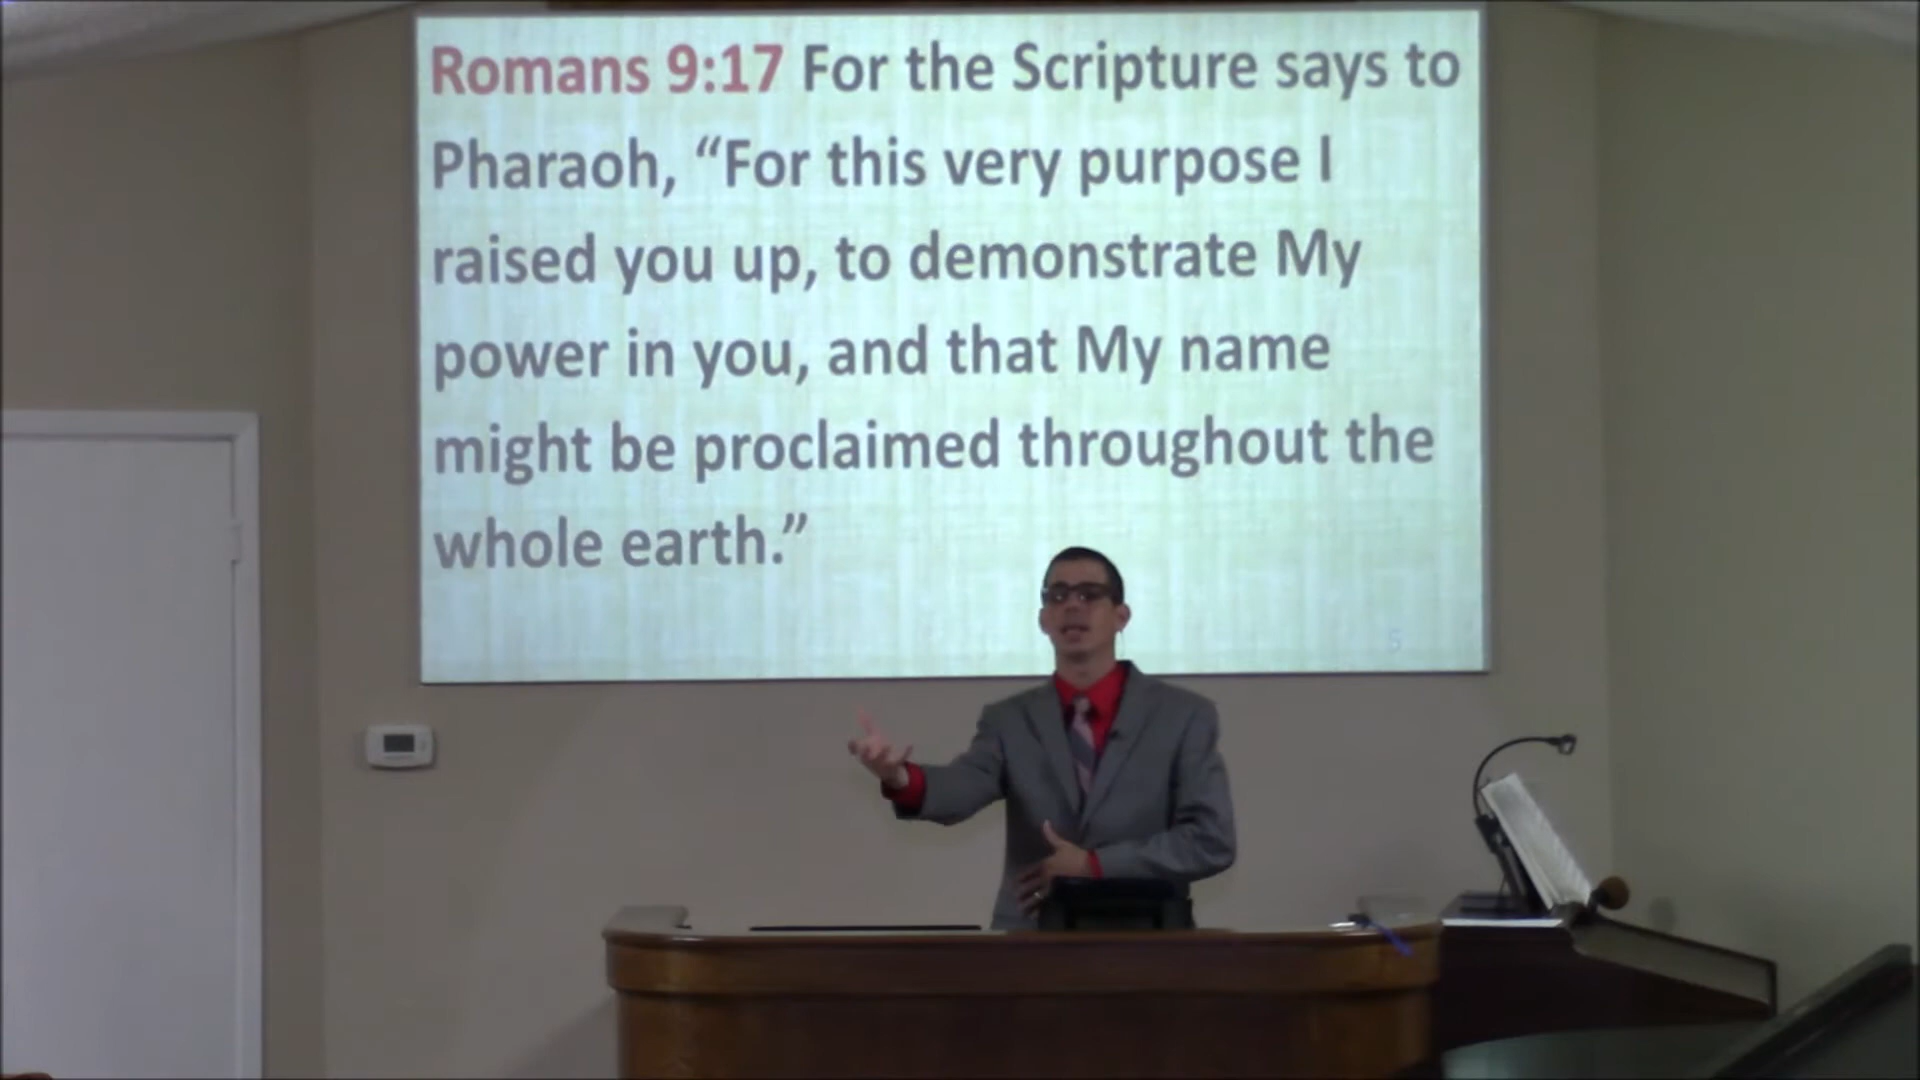 Romans 9:17 For the Scripture says to
Pharaoh, “For this very purpose I
raised you up, to demonstrate My
power in you, and that My name
might be proclaimed throughout the
whole earth.”
5